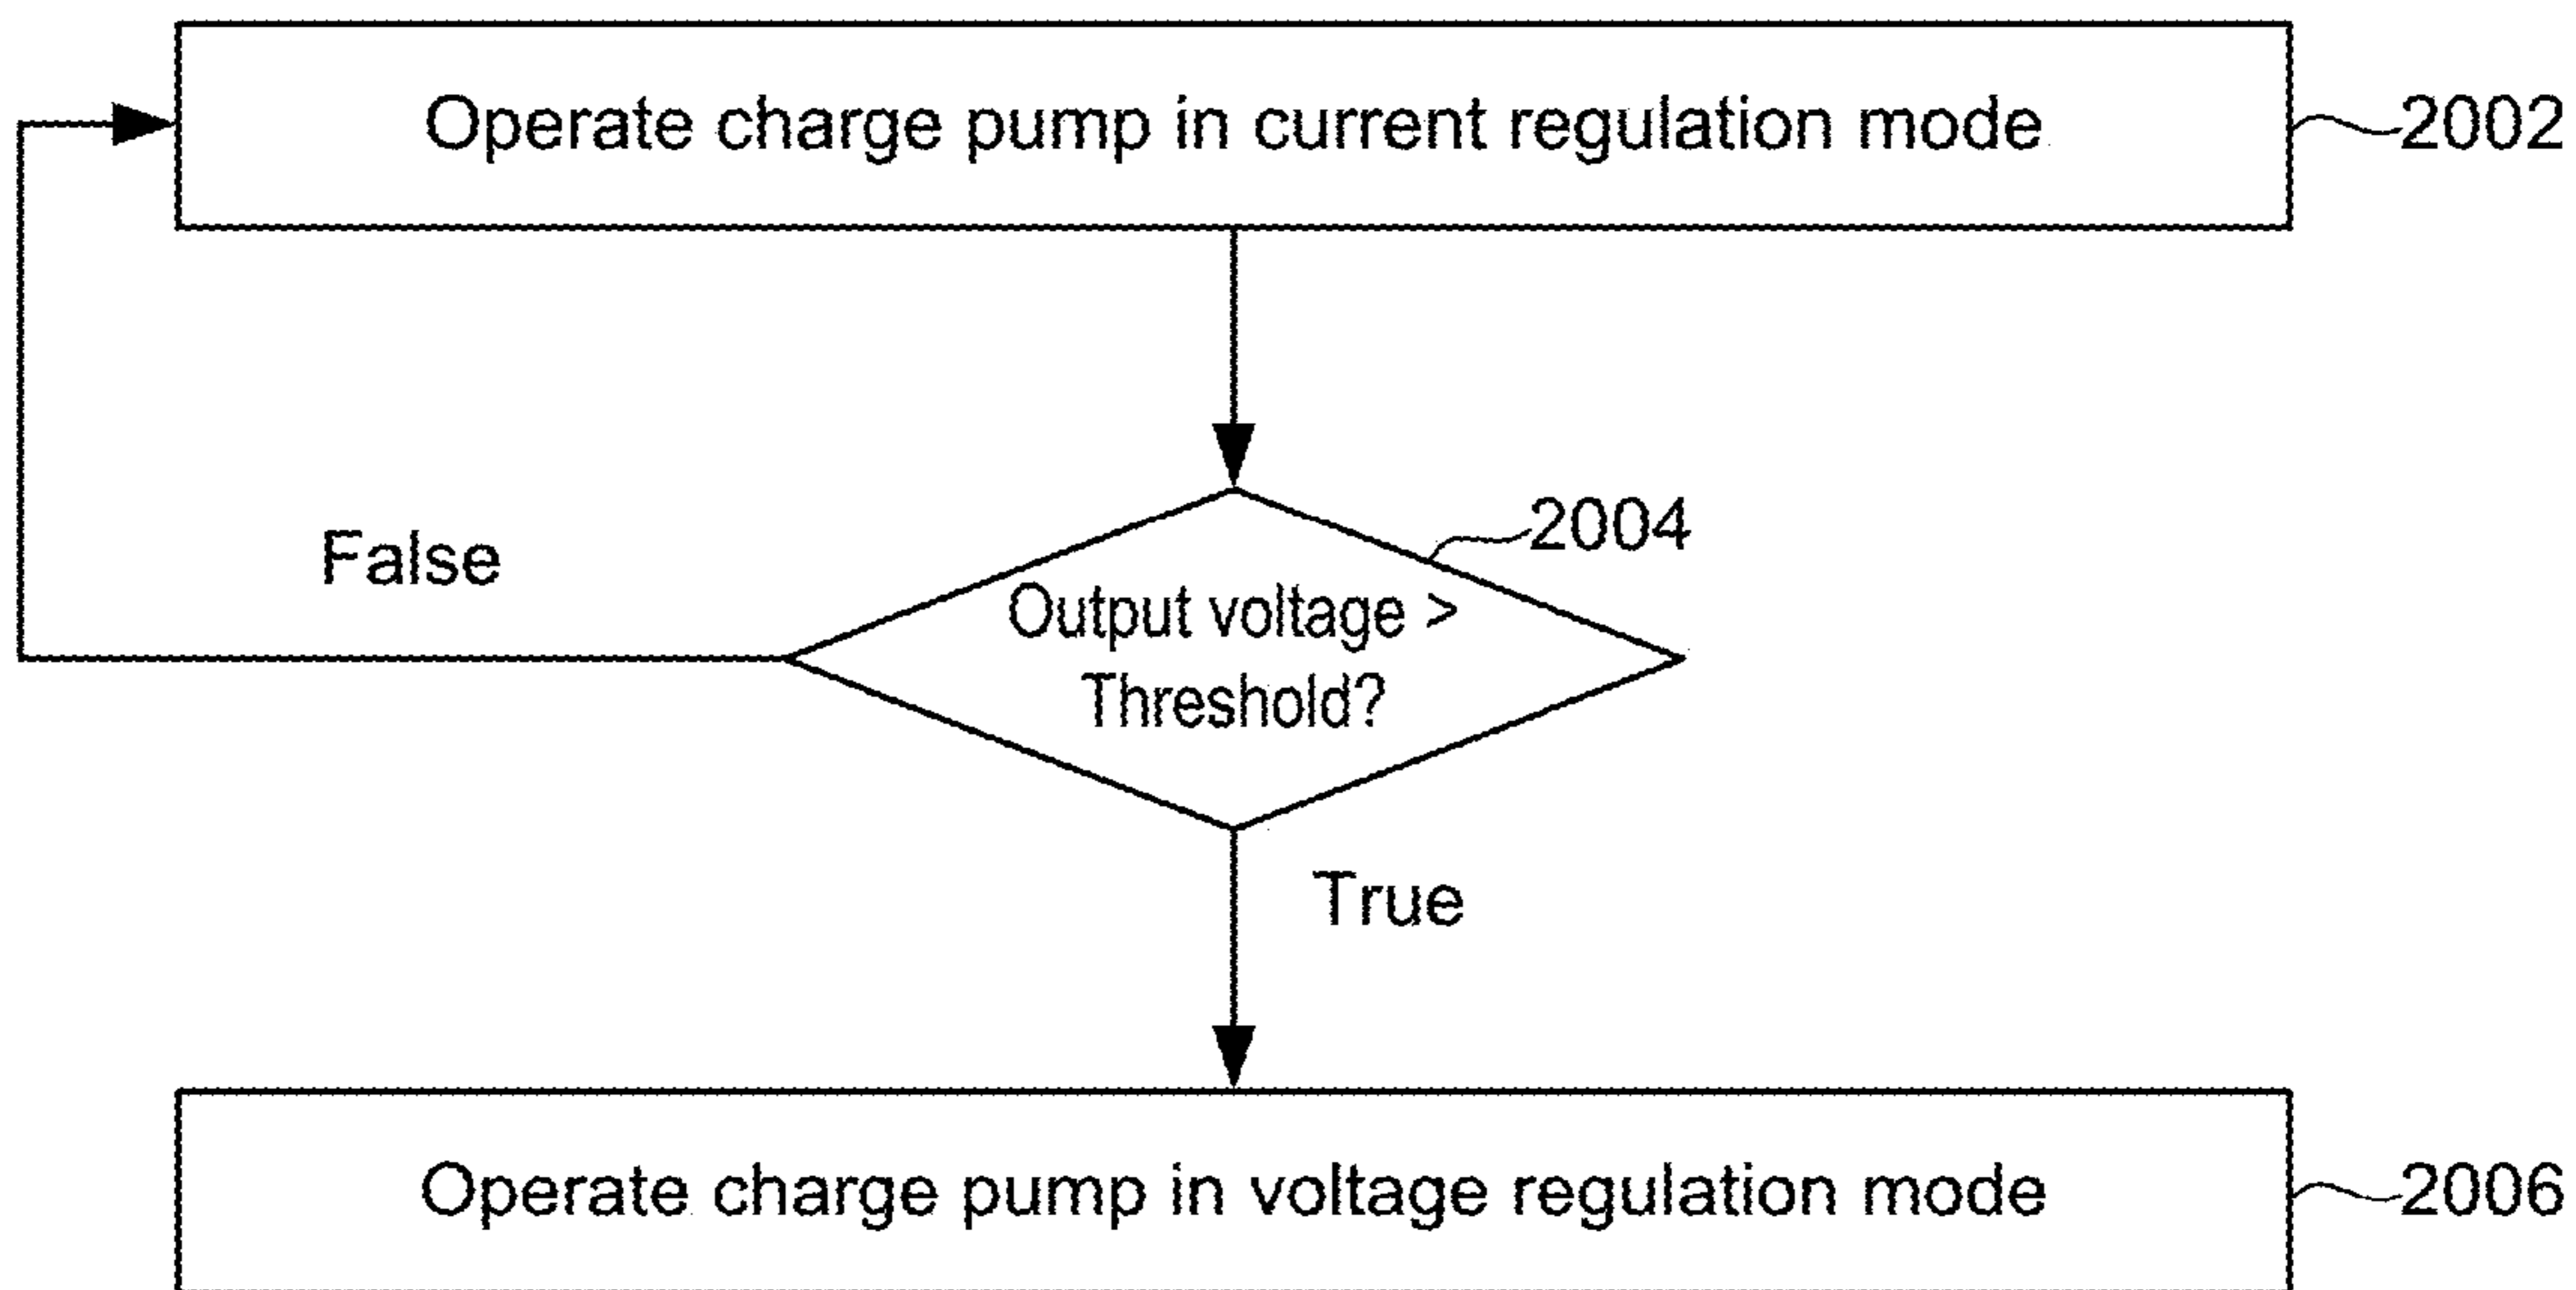 Operate charge pump in current regulation mode
2002
2004
False
Output voltage >
Threshold?
True
Operate charge pump in voltage regulation mode
2006